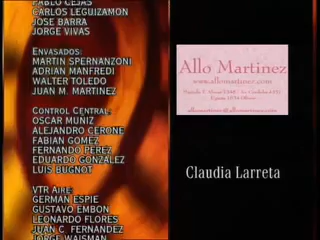 PABLO CEJAS
CARLOS LEGUIZAMON
JOSE BARRA
JORGE VIVAS
ENVASADOS:
MARTIN SPERNANZONI
ADRIAN MANFREDI
WALTER TOLEDO
JUAN M. MARTINEZ
CONTROL CENTRAL:
OSCAR MUÑIZ
ALEJANDRO CERONE
FABIAN GOMEZ
FERNANDO PÉREZ
EDUARDO GONZALEZ
LUIS BUGNOT
VTR AIRE:
GERMAN ESPIE
GUSTAVO EMBON
LEONARDO FLORES
JUAN C. FERNANDEZ
JORGE WAISMAN
Allo Martinez
www.allomartinez.com
Claudia Larreta